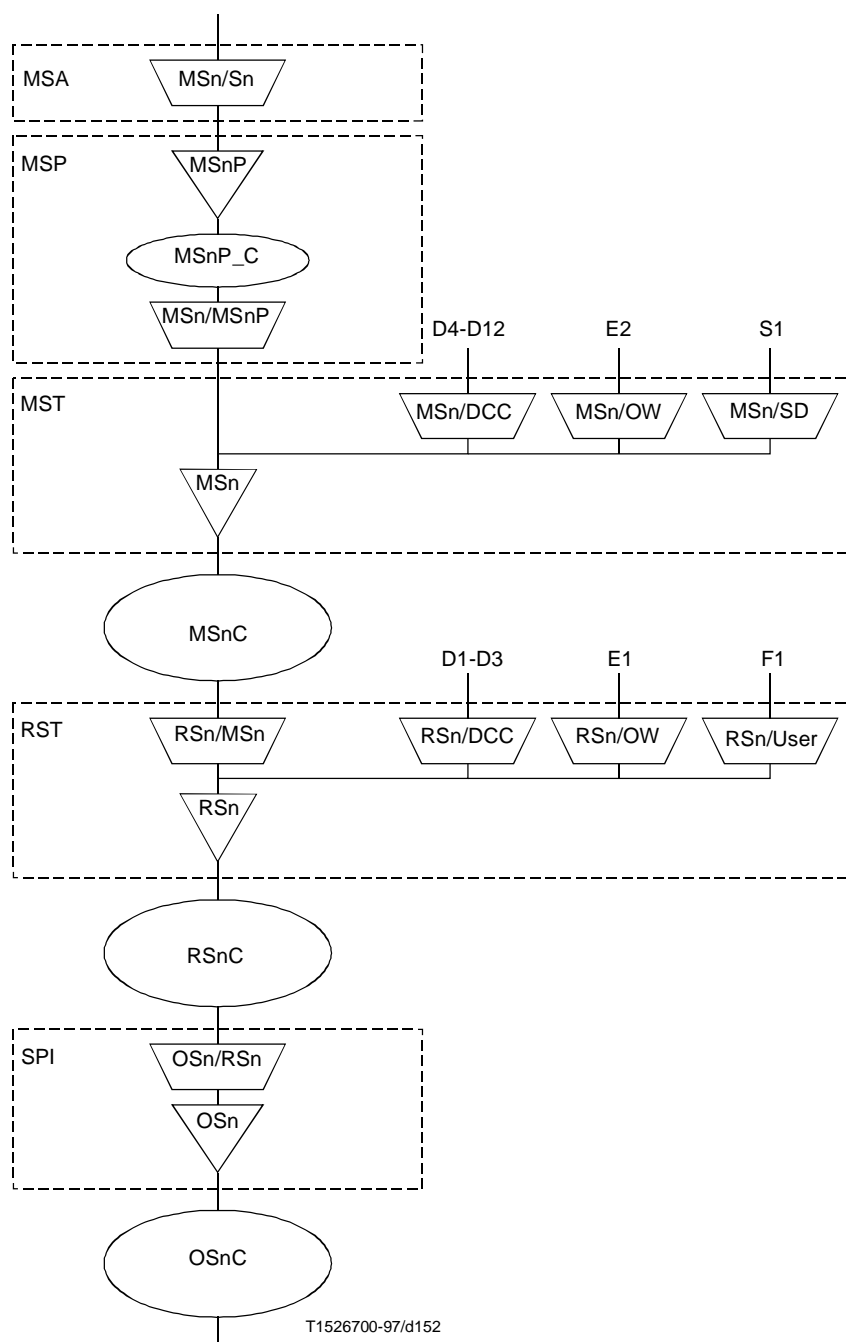 MSA
MSn/Sn
MSP
MSnP
MSnP_C
MSn/MSnP
D4-D12 E2 S1
MST
MSn/DCC MSn/OW MSn/SD
MSn
MSnC
D1-D3 E1 F1
RST
RSn/MSn RSn/DCC RSn/OW RSn/User
RSn
RSnC
SPI
OSn/RSn
OSn
OSnC
T1526700-97/d152